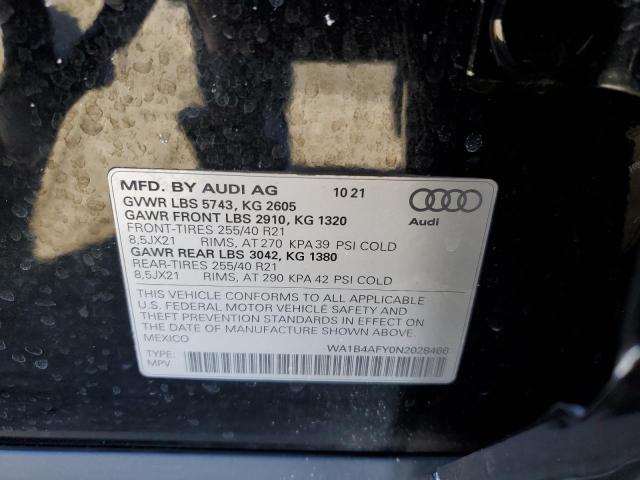 MFD. BY AUDI AG 10 21
GVWR LBS 5743, KG 2605
GAWR FRONT LBS 2910, KG 1320
FRONT-TIRES 255/40 R21
8,5JX21 RIMS, AT 270 KPA 39 PSI COLD
GAWR REAR LBS 3042, KG 1380
REAR-TIRES 255/40 R21
8,5JX21 RIMS, AT 290 KPA 42 PSI COLD
Audi
THIS VEHICLE CONFORMS TO ALL APPLICABLE
U.S. FEDERAL MOTOR VEHICLE SAFETY AND
THEFT PREVENTION STANDARDS IN EFFECT ON
THE DATE OF MANUFACTURE SHOWN ABOVE.
MEXICO
WA1B4AFY0N2028466
TYPE:
MPV